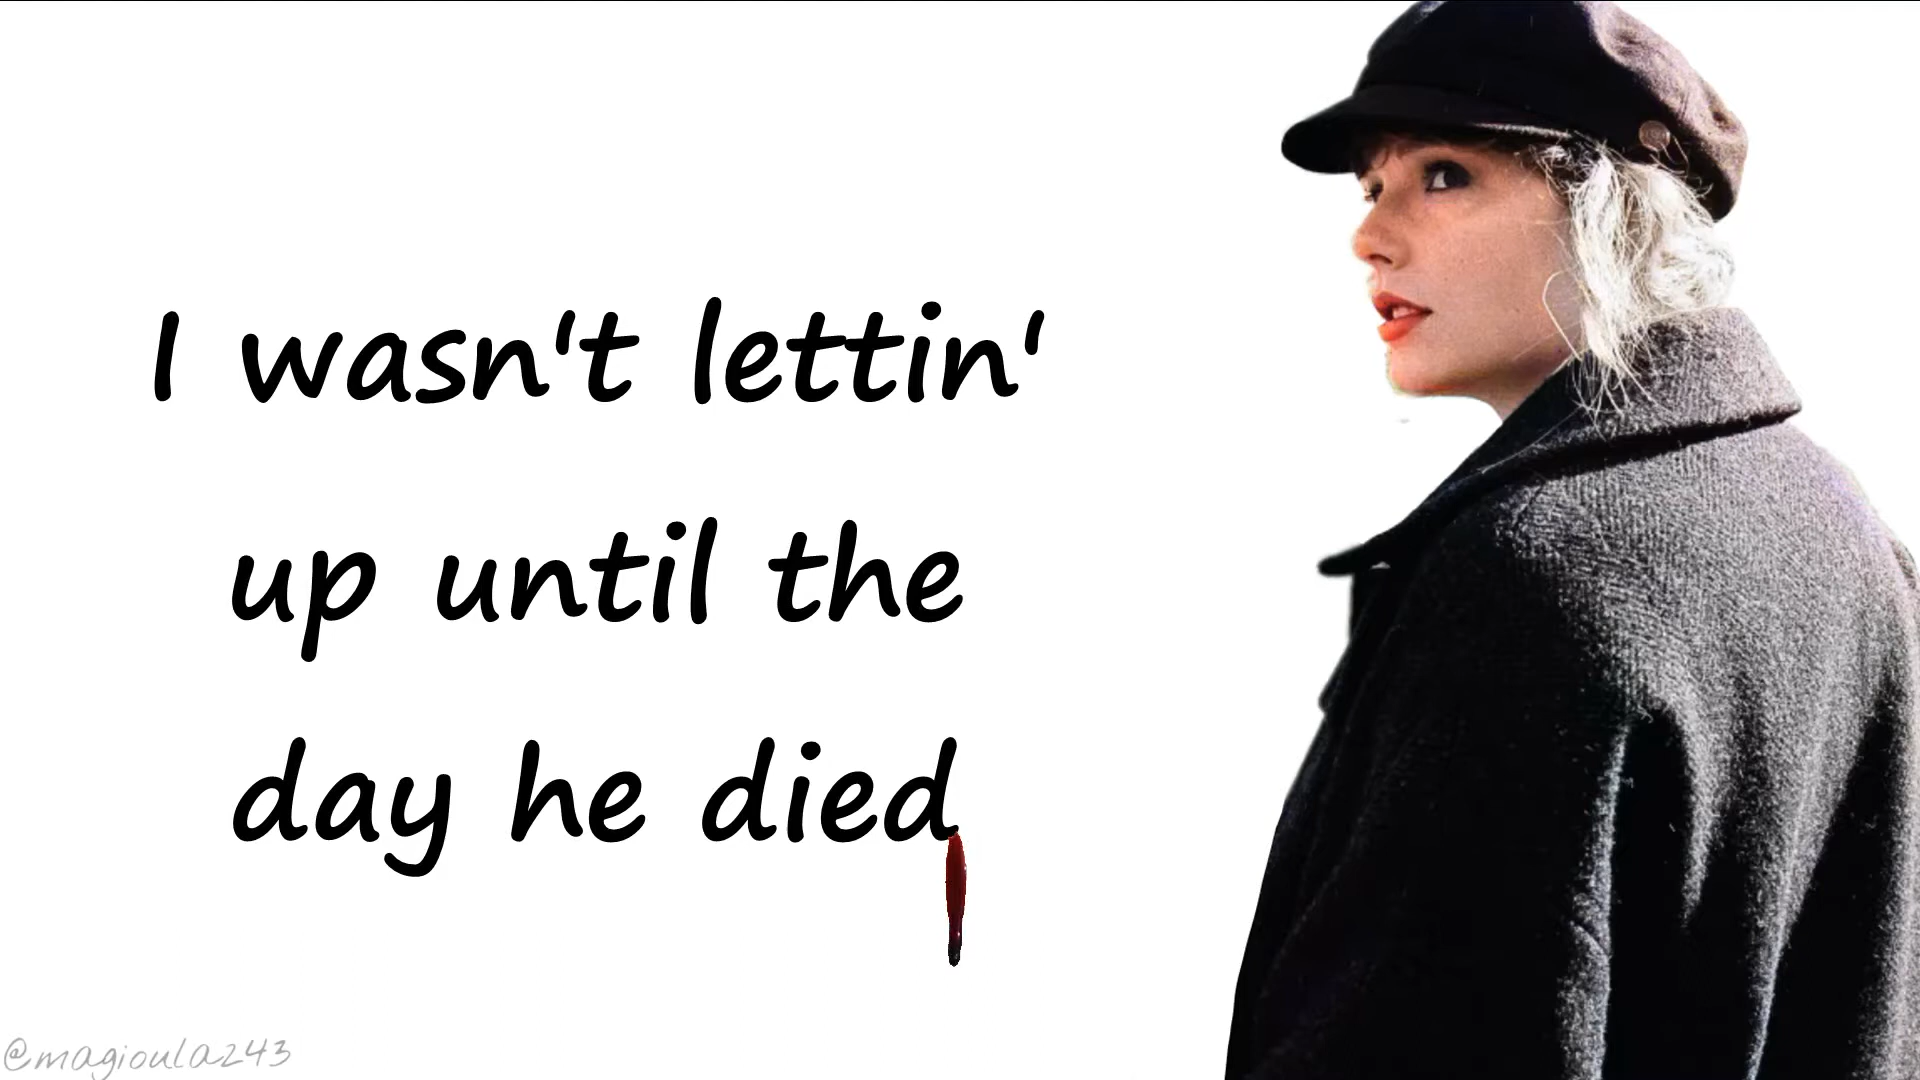 I wasn't lettin'
up until the
day he died
@magioula243